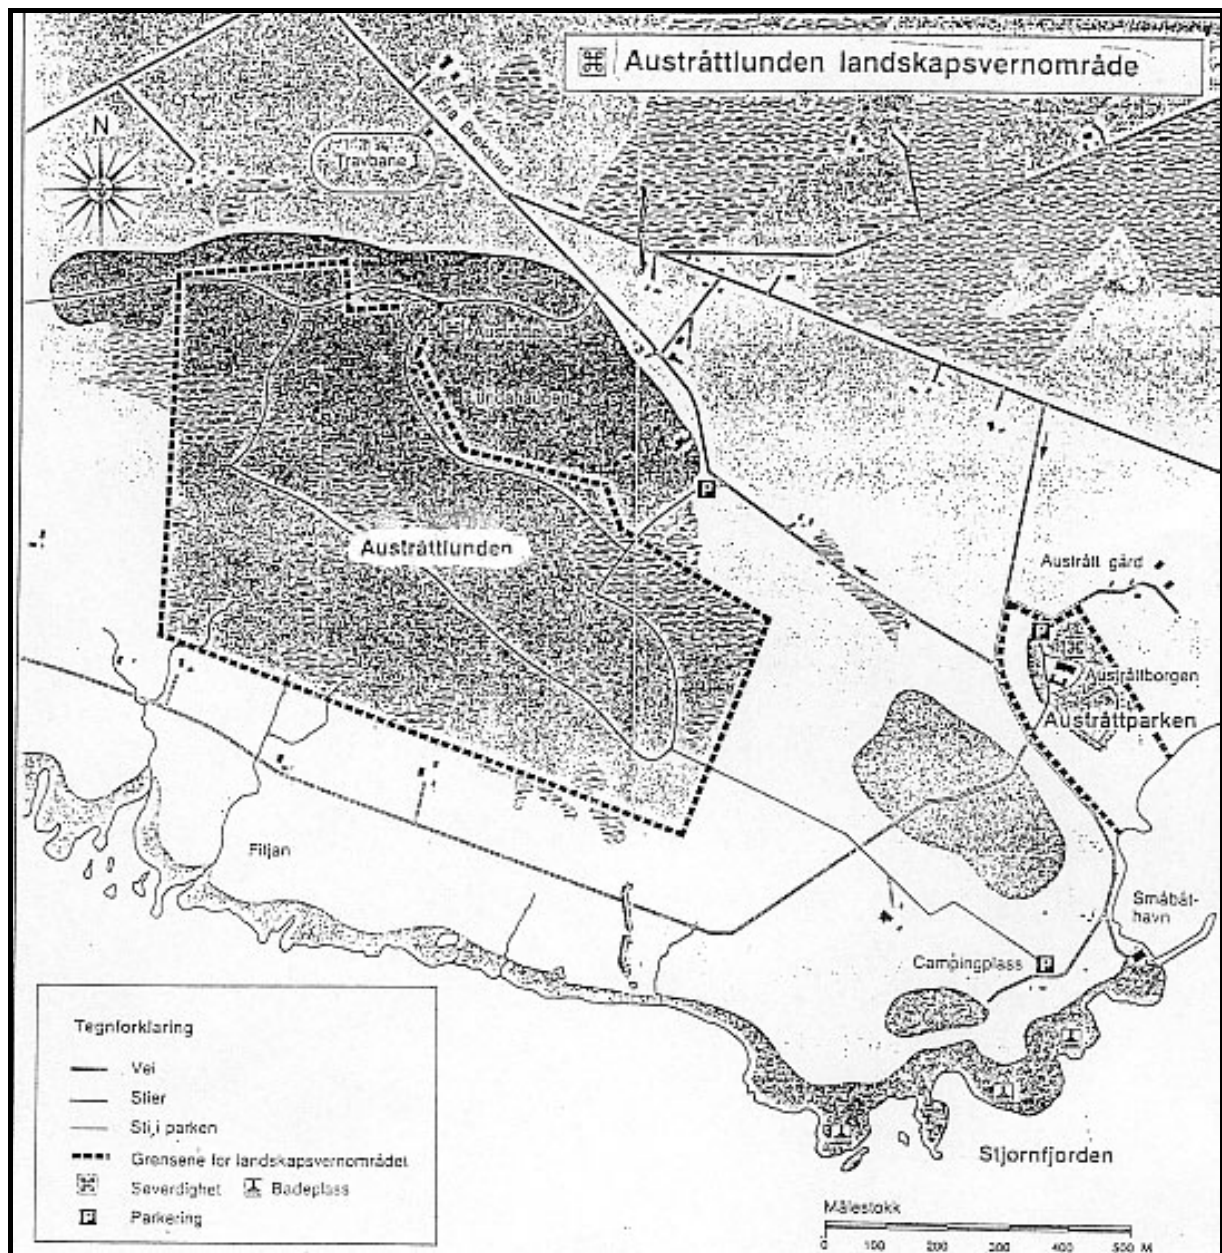 Austråttlunden landskapsvernområde
Fra Brekstad
N
Travbane
Lundahaugen
P
Austråttlunden
Austrått gård
P
Austråttborgen
Austråttparken
Filjan
Småbåt-
havn
Campingplass P
Tegnforklaring
Vei
Stier
Sti i parken
Grensene for landskapsvernområdet
Severdighet Badeplass
P Parkering
Stjørnfjorden
Målestokk
0 100 200 300 400 500 M